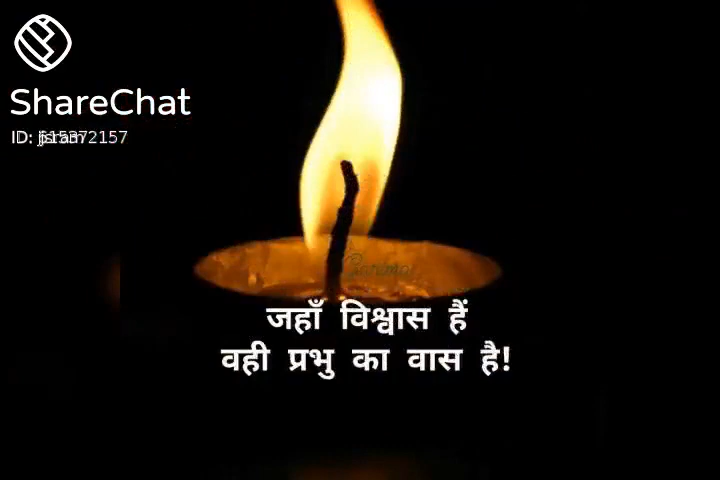 ShareChat
जहाँ विश्वास हैं
वही प्रभु का वास है!